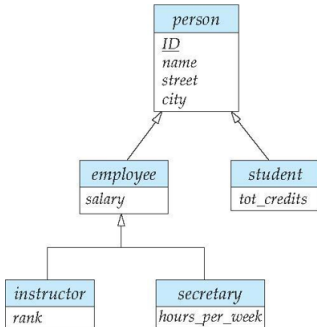 person
ID
name
street
city
employee
salary
student
tot_credits
instructor
rank
secretary
hours_per_week